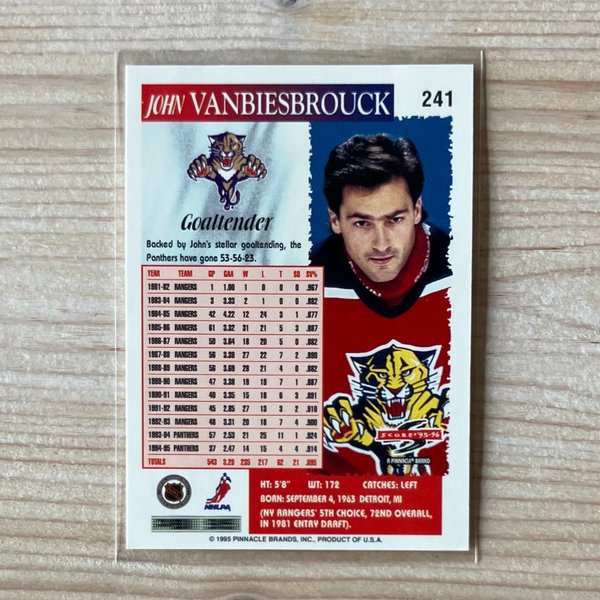 JOHN VANBIESBROUCK 241
Goaltender
Backed by John's stellar goaltending, the
Panthers have gone 53-56-23.
YEAR TEAM GP GAA W L T SO SV%
1981-82 RANGERS 1 1.00 1 0 0 0 .967
1983-84 RANGERS 3 3.33 2 1 0 0 .882
1984-85 RANGERS 42 4.22 12 24 3 1 .877
1985-86 RANGERS 61 3.32 31 21 5 3 .887
1986-87 RANGERS 50 3.64 18 20 5 0
1987-88 RANGERS 56 3.38 27 22 7 2 .890
1988-89 RANGERS 56 3.69 28 21 4 0
1989-90 RANGERS 47 3.38 19 19 7 1 .887
1990-91 RANGERS 40 3.35 15 18 6 3 .891
1991-92 RANGERS 45 2.85 27 13 3 2 .910
1992-93 RANGERS 48 3.31 20 18 7 4 .900
1993-94 PANTHERS 57 2.53 21 25 11 1 .924
1994-95 PANTHERS 37 2.47 14 15 4 4 .914
TOTALS 543 3.26 235 217 62 21 .895
SCORE '95-96
A PINNACLE BRAND
NHLPA
HT: 5'8" WT: 172 CATCHES: LEFT
BORN: SEPTEMBER 4, 1963 DETROIT, MI
(NY RANGERS' 5TH CHOICE, 72ND OVERALL,
IN 1981 ENTRY DRAFT).
© 1995 PINNACLE BRANDS, INC., PRODUCT OF U.S.A.